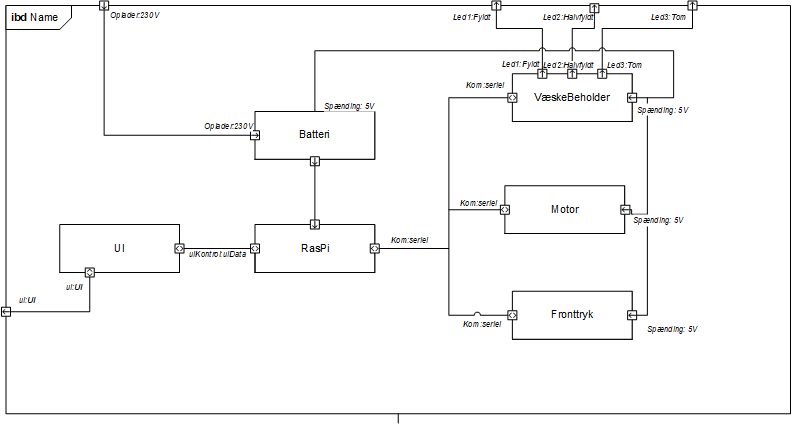 ibd Name
Oplader:230V
Led1:Fyldt
Led2:Halvfyldt
Led3:Tom
Led1:Fyldt
Led2:Halvfyldt
Led3:Tom
Kom:seriel
VæskeBeholder
Spænding: 5V
Spænding: 5V
Oplader:230V
Batteri
Kom:seriel
Motor
Spænding: 5V
UI
uiKontrol:uiData
RasPi
Kom:seriel
ui:UI
ui:UI
Fronttryk
Kom:seriel
Spænding: 5V